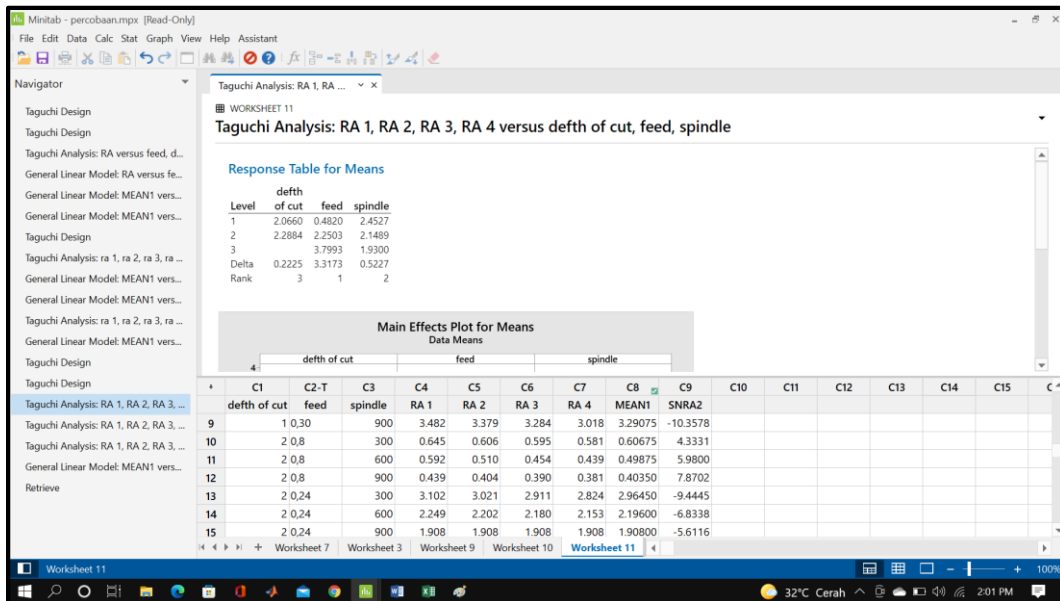 Minitab - percobaan.mpx [Read-Only]
File Edit Data Calc Stat Graph View Help Assistant
Navigator
Taguchi Design
Taguchi Design
Taguchi Analysis: RA versus feed, d...
General Linear Model: RA versus fe...
General Linear Model: MEAN1 vers...
General Linear Model: MEAN1 vers...
Taguchi Design
Taguchi Analysis: ra 1, ra 2, ra 3, ra ...
General Linear Model: MEAN1 vers...
General Linear Model: MEAN1 vers...
Taguchi Analysis: ra 1, ra 2, ra 3, ra ...
General Linear Model: MEAN1 vers...
Taguchi Design
Taguchi Design
Taguchi Analysis: RA 1, RA 2, RA 3, ...
Taguchi Analysis: RA 1, RA 2, RA 3, ...
Taguchi Analysis: RA 1, RA 2, RA 3, ...
General Linear Model: MEAN1 vers...
Retrieve
Taguchi Analysis: RA 1, RA ...
WORKSHEET 11
Taguchi Analysis: RA 1, RA 2, RA 3, RA 4 versus defth of cut, feed, spindle
Response Table for Means
defth
Level of cut feed spindle
1 2.0660 0.4820 2.4527
2 2.2884 2.2503 2.1489
3 3.7993 1.9300
Delta 0.2225 3.3173 0.5227
Rank 3 1 2
Main Effects Plot for Means
Data Means
defth of cut feed spindle
4
C1 C2-T C3 C4 C5 C6 C7 C8 C9 C10 C11 C12 C13 C14 C15
defth of cut feed spindle RA 1 RA 2 RA 3 RA 4 MEAN1 SNRA2
9 1 0,30 900 3.482 3.379 3.284 3.018 3.29075 -10.3578
10 2 0,8 300 0.645 0.606 0.595 0.581 0.60675 4.3331
11 2 0,8 600 0.592 0.510 0.454 0.439 0.49875 5.9800
12 2 0,8 900 0.439 0.404 0.390 0.381 0.40350 7.8702
13 2 0,24 300 3.102 3.021 2.911 2.824 2.96450 -9.4445
14 2 0,24 600 2.249 2.202 2.180 2.153 2.19600 -6.8338
15 2 0,24 900 1.908 1.908 1.908 1.908 1.90800 -5.6116
Worksheet 7 Worksheet 3 Worksheet 9 Worksheet 10 Worksheet 11
Worksheet 11
100%
32°C Cerah 2:01 PM